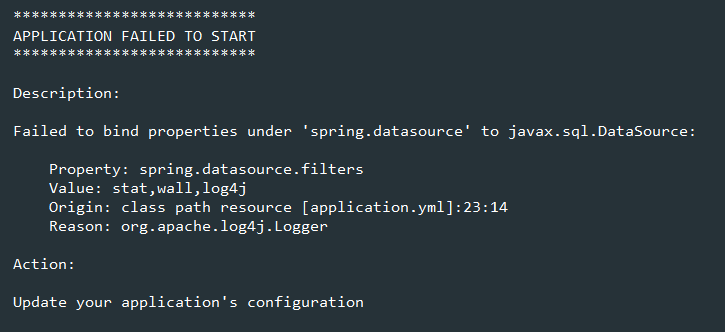 ***************************
APPLICATION FAILED TO START
***************************
Description:
Failed to bind properties under 'spring.datasource' to javax.sql.DataSource:
Property: spring.datasource.filters
Value: stat,wall,log4j
Origin: class path resource [application.yml]:23:14
Reason: org.apache.log4j.Logger
Action:
Update your application's configuration